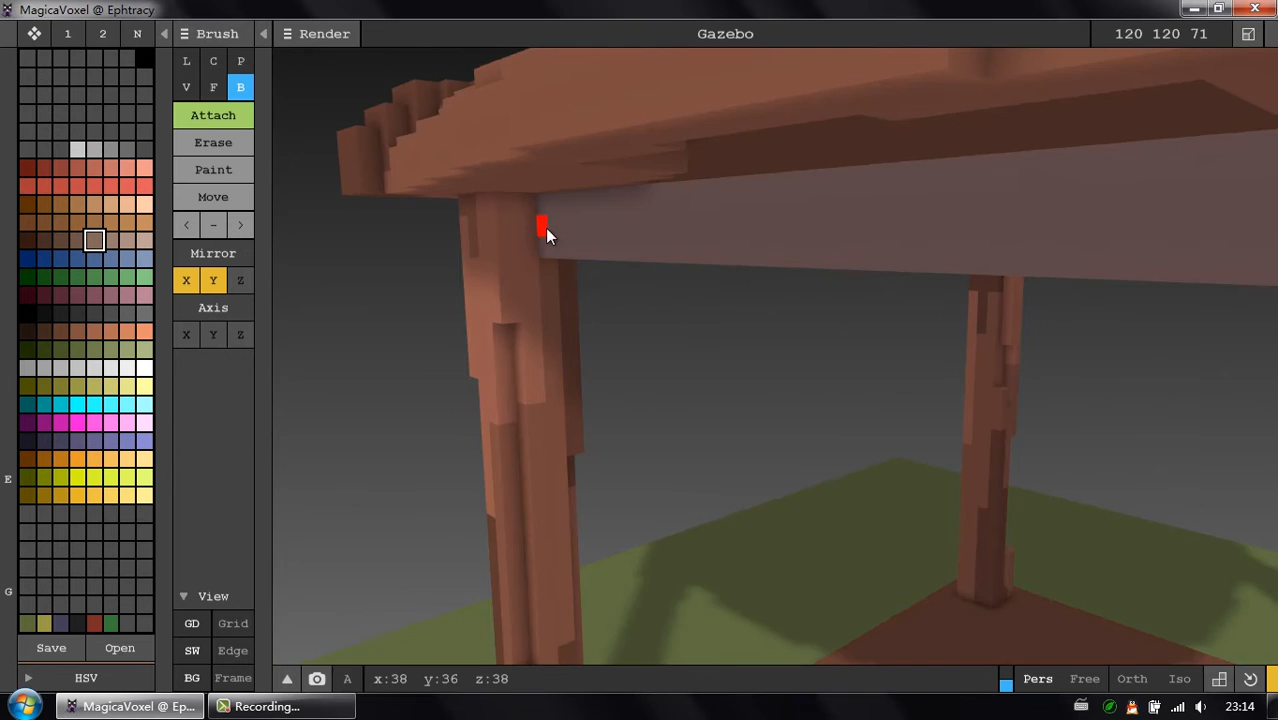 MagicaVoxel @ Ephtracy
1 2 N Brush Render Gazebo 120 120 71
L C P
V F B
Attach
Erase
Paint
Move
< - >
Mirror
X Y Z
Axis
X Y Z
E
View
G
GD Grid
Save Open SW Edge
HSV BG Frame
A x:38 y:36 z:38 Pers Free Orth Iso
MagicaVoxel @ Ep... Recording... 23:14